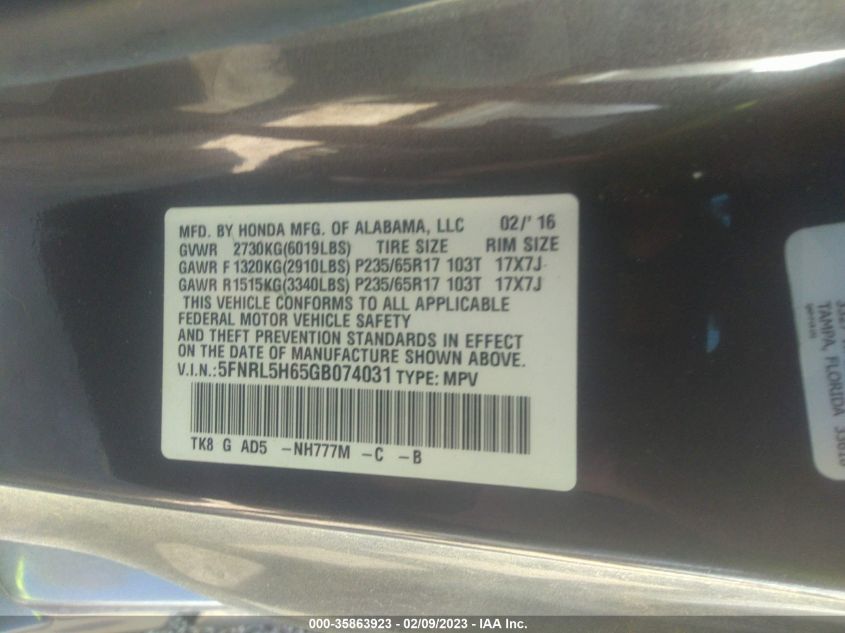 MFD. BY HONDA MFG. OF ALABAMA, LLC 02/' 16
GVWR 2730KG(6019LBS) TIRE SIZE RIM SIZE
GAWR F 1320KG(2910LBS) P235/65R17 103T 17X7J
GAWR R1515KG(3340LBS) P235/65R17 103T 17X7J
THIS VEHICLE CONFORMS TO ALL APPLICABLE
FEDERAL MOTOR VEHICLE SAFETY
AND THEFT PREVENTION STANDARDS IN EFFECT
ON THE DATE OF MANUFACTURE SHOWN ABOVE.
V.I.N.: 5FNRL5H65GB074031 TYPE: MPV
TK8 G AD5 -NH777M -C -B
TAMPA, FLORIDA
000-35863923 - 02/09/2023 - IAA Inc.